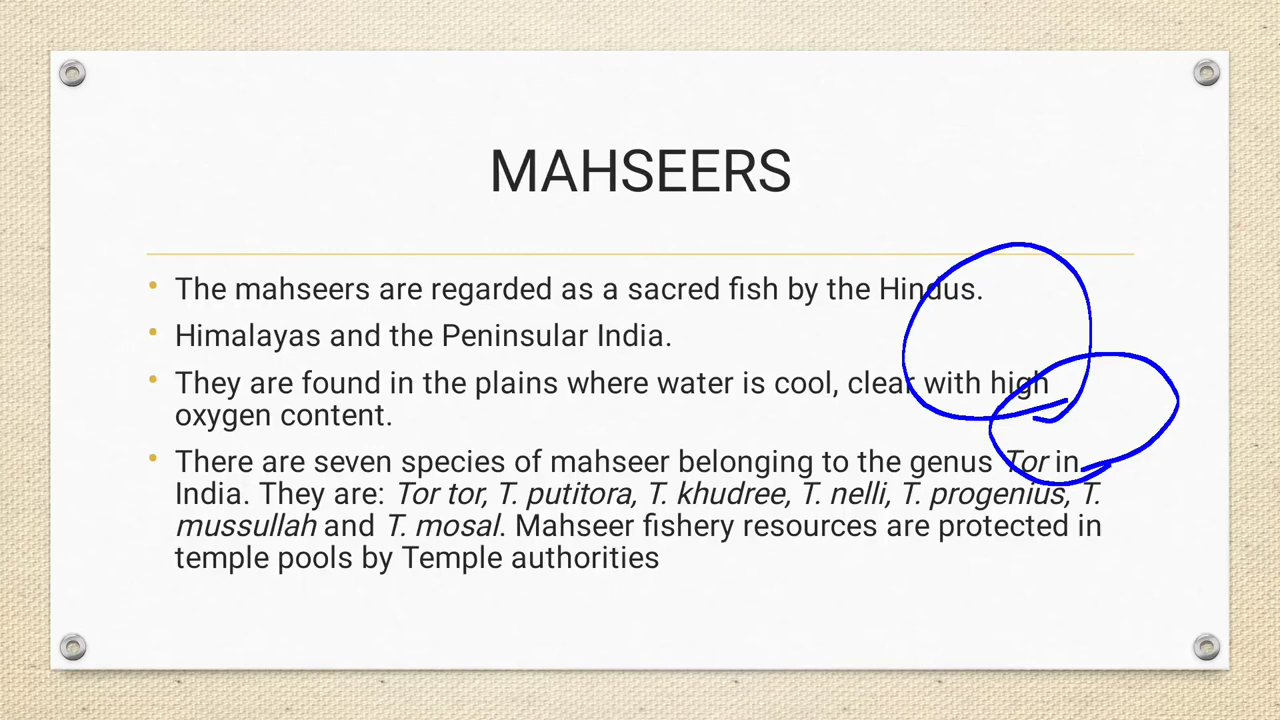 MAHSEERS
• The mahseers are regarded as a sacred fish by the Hindus.
• Himalayas and the Peninsular India.
• They are found in the plains where water is cool, clear with high
oxygen content.
• There are seven species of mahseer belonging to the genus Tor in
India. They are: Tor tor, T. putitora, T. khudree, T. nelli, T. progenius, T.
mussullah and T. mosal. Mahseer fishery resources are protected in
temple pools by Temple authorities